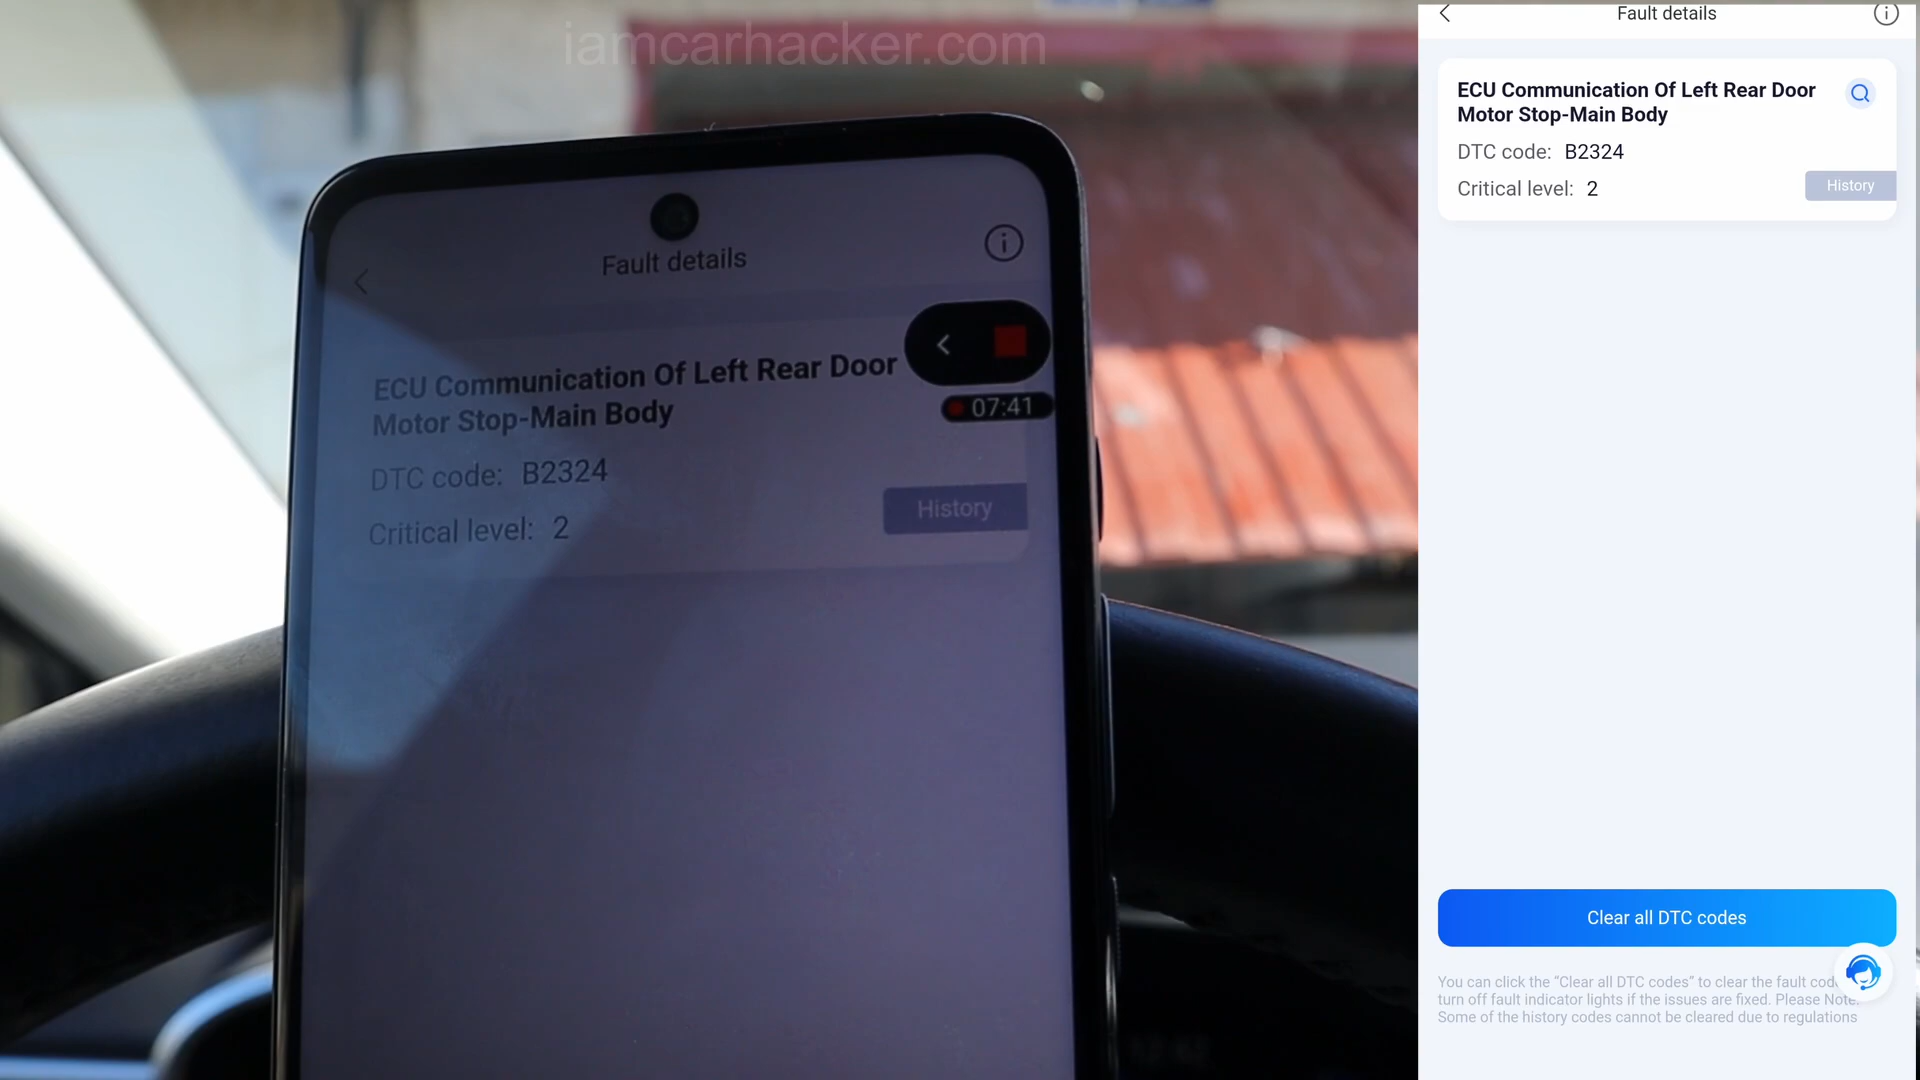 iamcarhacker.com
Fault details
ECU Communication Of Left Rear Door
Motor Stop-Main Body
07:41
DTC code: B2324
History
Critical level: 2
Fault details
ECU Communication Of Left Rear Door
Motor Stop-Main Body
DTC code: B2324
Critical level: 2
History
Clear all DTC codes
You can click the “Clear all DTC codes” to clear the fault
turn off fault indicator lights if the issues are fixed. Please Note:
Some of the history codes cannot be cleared due to regulations